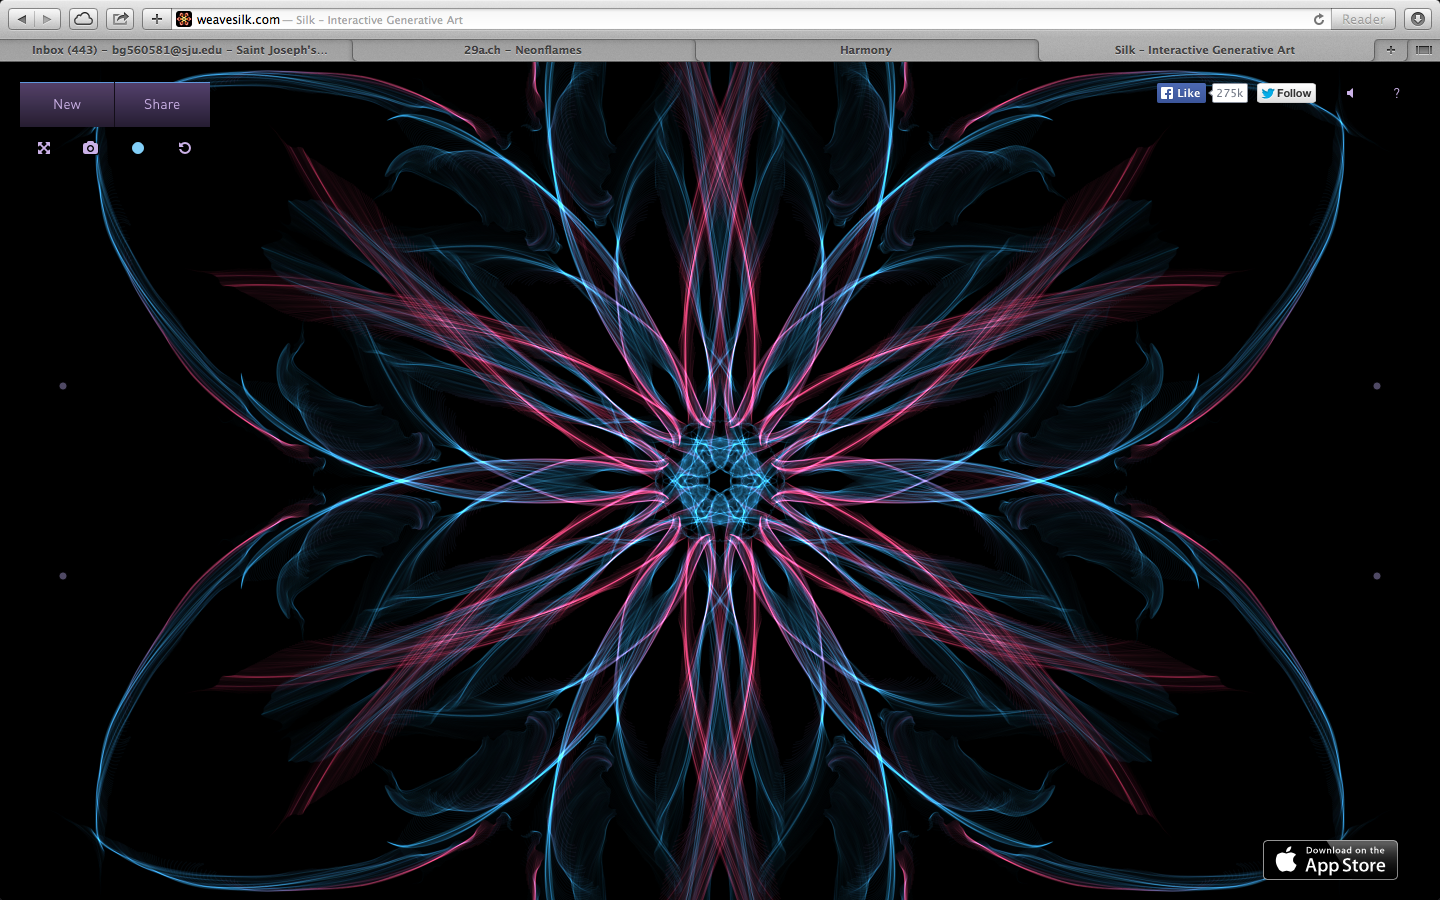 weavesilk.com — Silk – Interactive Generative Art
Reader
Inbox (443) – bg560581@sju.edu – Saint Joseph's...
29a.ch – Neonflames
Harmony
Silk – Interactive Generative Art
New
Share
Like
275k
Follow
?
Download on the
App Store